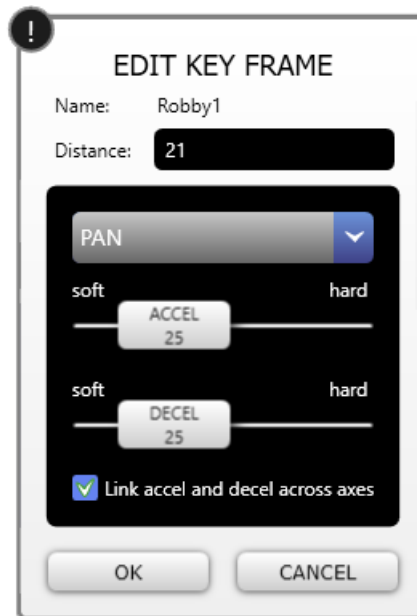 !
EDIT KEY FRAME
Name: Robby1
Distance: 21
PAN
soft hard
ACCEL
25
soft hard
DECEL
25
Link accel and decel across axes
OK CANCEL